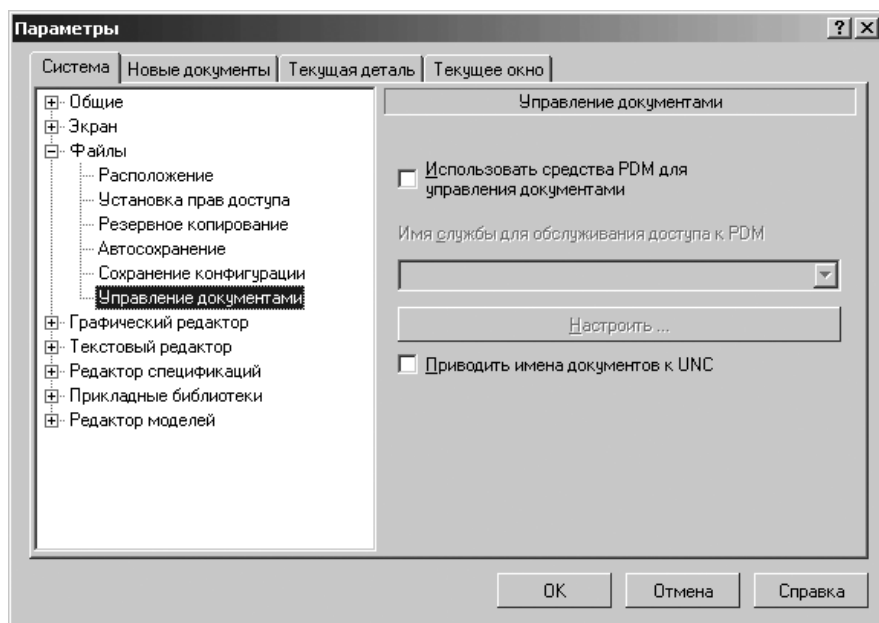 Параметры
Система
Новые документы
Текущая деталь
Текущее окно
Общие
Экран
Файлы
Расположение
Установка прав доступа
Резервное копирование
Автосохранение
Сохранение конфигурации
Управление документами
Графический редактор
Текстовый редактор
Редактор спецификаций
Прикладные библиотеки
Редактор моделей
Управление документами
Использовать средства PDM для
управления документами
Имя службы для обслуживания доступа к PDM
Настроить ...
Приводить имена документов к UNC
OK
Отмена
Справка